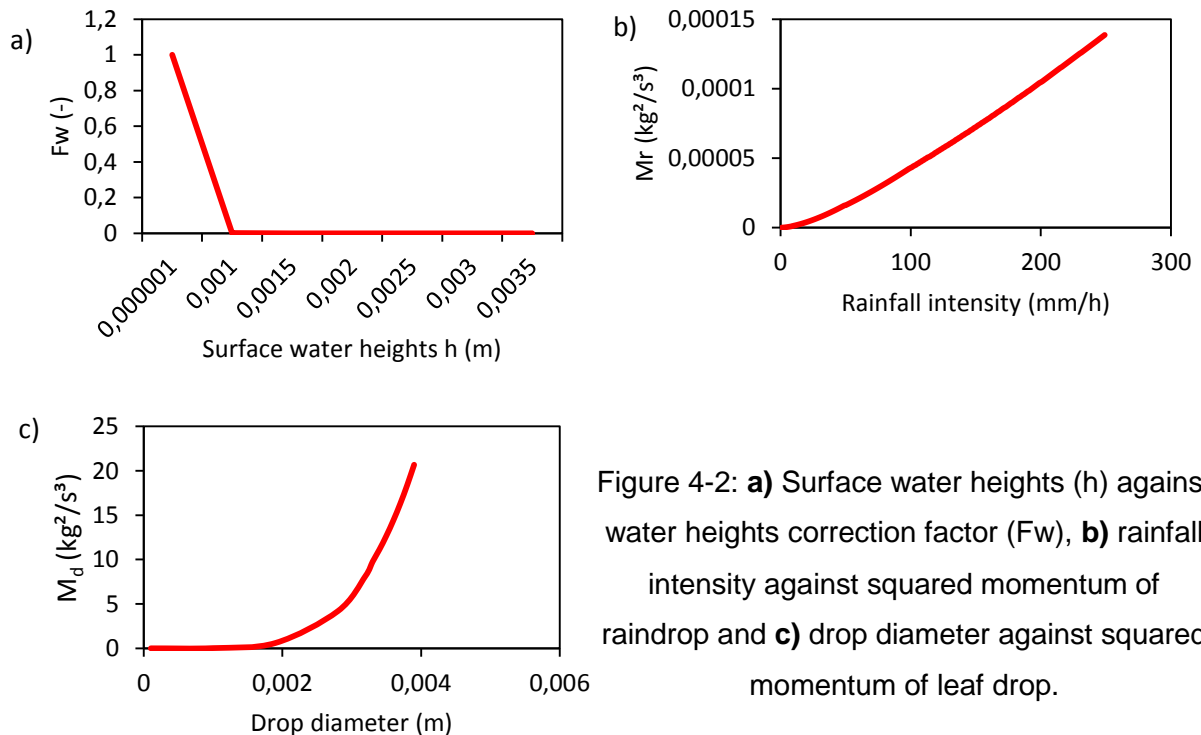 a)
1,2
1
0,8
0,6
0,4
0,2
0
Fw (-)
0,0000001
0,001
0,0015
0,002
0,0025
0,003
0,0035
Surface water heights h (m)
b)
0,00015
0,0001
0,00005
0
Mr (kg²/s³)
0
100
200
300
Rainfall intensity (mm/h)
c)
25
20
15
10
5
0
M_d (kg²/s³)
0
0,002
0,004
0,006
Drop diameter (m)
Figure 4-2: a) Surface water heights (h) agains
water heights correction factor (Fw), b) rainfall
intensity against squared momentum of
raindrop and c) drop diameter against squared
momentum of leaf drop.